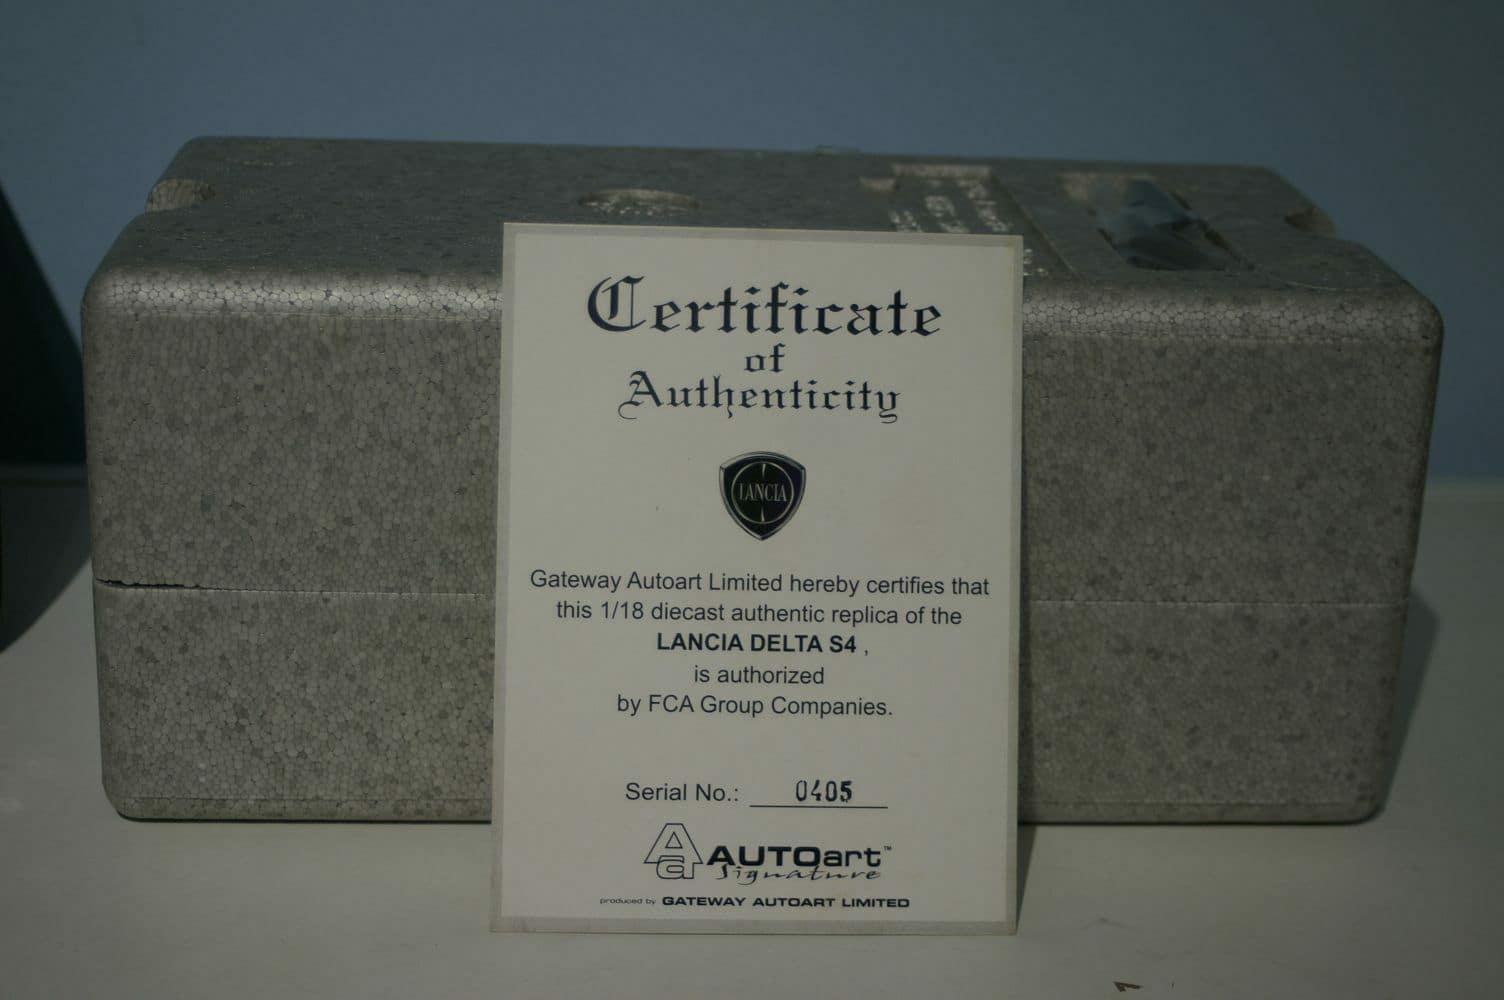 Certificate
of
Authenticity
LANCIA
Gateway Autoart Limited hereby certifies that
this 1/18 diecast authentic replica of the
LANCIA DELTA S4 ,
is authorized
by FCA Group Companies.
Serial No.: 0405
Aa AUTOart™
Signature
produced by GATEWAY AUTOART LIMITED